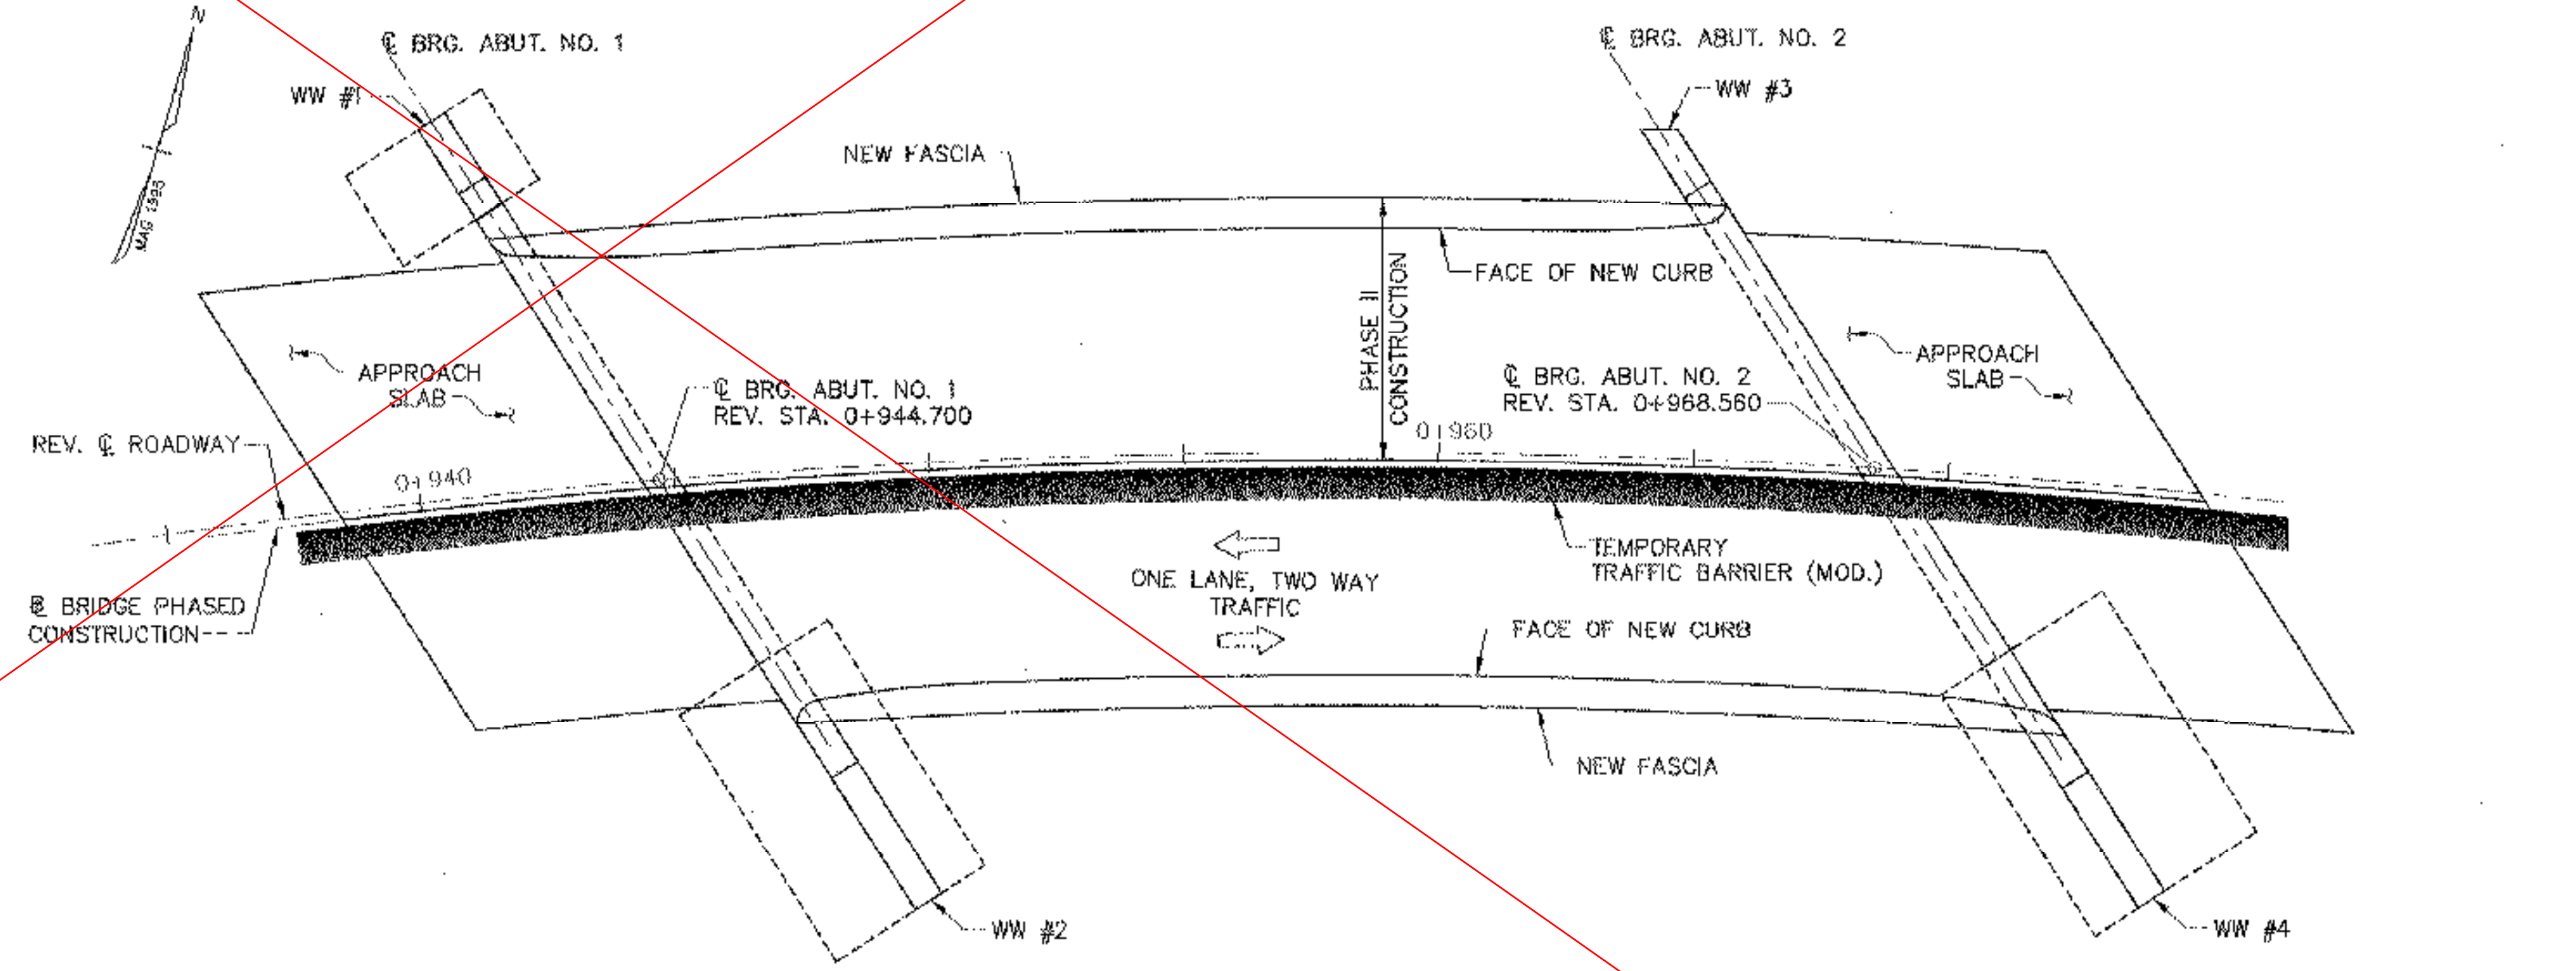 N
MAG 1995
℄ BRG. ABUT. NO. 1
WW #1
℄ BRG. ABUT. NO. 2
WW #3
NEW FASCIA
FACE OF NEW CURB
PHASE II
CONSTRUCTION
APPROACH
SLAB
℄ BRG. ABUT. NO. 1
REV. STA. 0+944.700
℄ BRG. ABUT. NO. 2
REV. STA. 0+968.560
APPROACH
SLAB
REV. ℄ ROADWAY
0+940
0+960
℄ BRIDGE PHASED
CONSTRUCTION
ONE LANE, TWO WAY
TRAFFIC
TEMPORARY
TRAFFIC BARRIER (MOD.)
FACE OF NEW CURB
NEW FASCIA
WW #2
WW #4